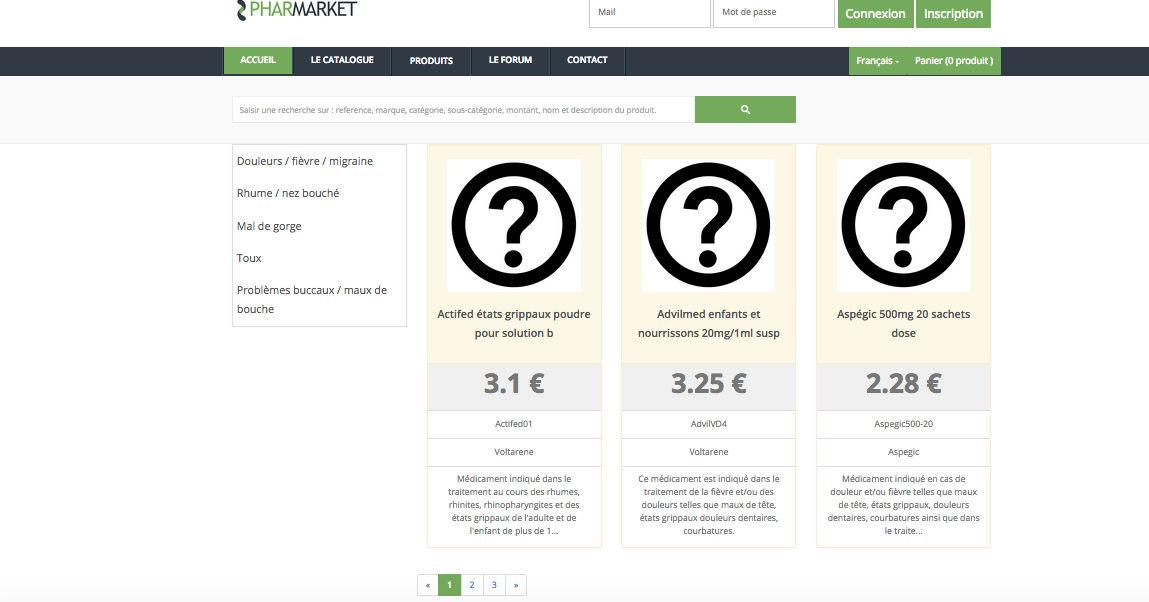 PHARMARKET
Mail
Mot de passe
Connexion
Inscription
ACCUEIL
LE CATALOGUE
PRODUITS
LE FORUM
CONTACT
Français -
Panier (0 produit )
Saisir une recherche sur : reference, marque, catégorie, sous-catégorie, montant, nom et description du produit.
Douleurs / fièvre / migraine
Rhume / nez bouché
Mal de gorge
Toux
Problèmes buccaux / maux de
bouche
?
Actifed états grippaux poudre
pour solution b
3.1 €
Actifed01
Voltarene
Médicament indiqué dans le
traitement au cours des rhumes,
rhinites, rhinopharyngites et des
états grippaux de l'adulte et de
l'enfant de plus de 1...
?
Advilmed enfants et
nourrissons 20mg/1ml susp
3.25 €
AdvilVD4
Voltarene
Ce médicament est indiqué dans le
traitement de la fièvre et/ou des
douleurs telles que maux de tête,
états grippaux douleurs dentaires,
courbatures.
?
Aspégic 500mg 20 sachets
dose
2.28 €
Aspegic500-20
Aspegic
Médicament indiqué en cas de
douleur et/ou fièvre telles que maux
de tête, états grippaux, douleurs
dentaires, courbatures ainsi que dans
le traite...
« 1 2 3 »